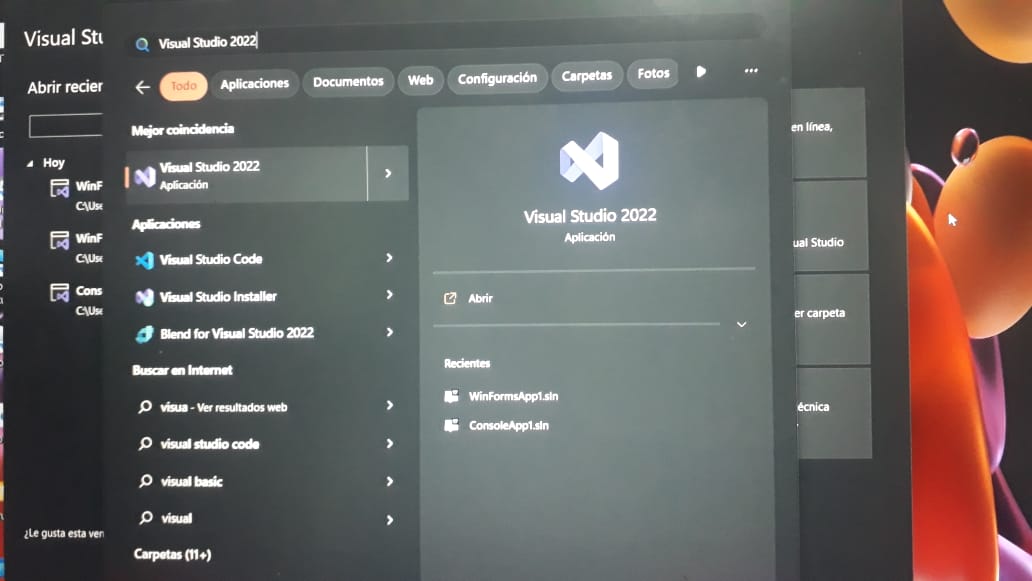 Visual Stu
Abrir recier
Hoy
WinF
C:\Use
WinF
C:\Use
Cons
C:\Use
¿Le gusta esta ver
Visual Studio 2022
Todo
Aplicaciones
Documentos
Web
Configuración
Carpetas
Fotos
Mejor coincidencia
Visual Studio 2022
Aplicación
Aplicaciones
Visual Studio Code
Visual Studio Installer
Blend for Visual Studio 2022
Buscar en Internet
visua - Ver resultados web
visual studio code
visual basic
visual
Carpetas (11+)
Visual Studio 2022
Aplicación
Abrir
Recientes
WinFormsApp1.sln
ConsoleApp1.sln
en línea,
ual Studio
er carpeta
écnica